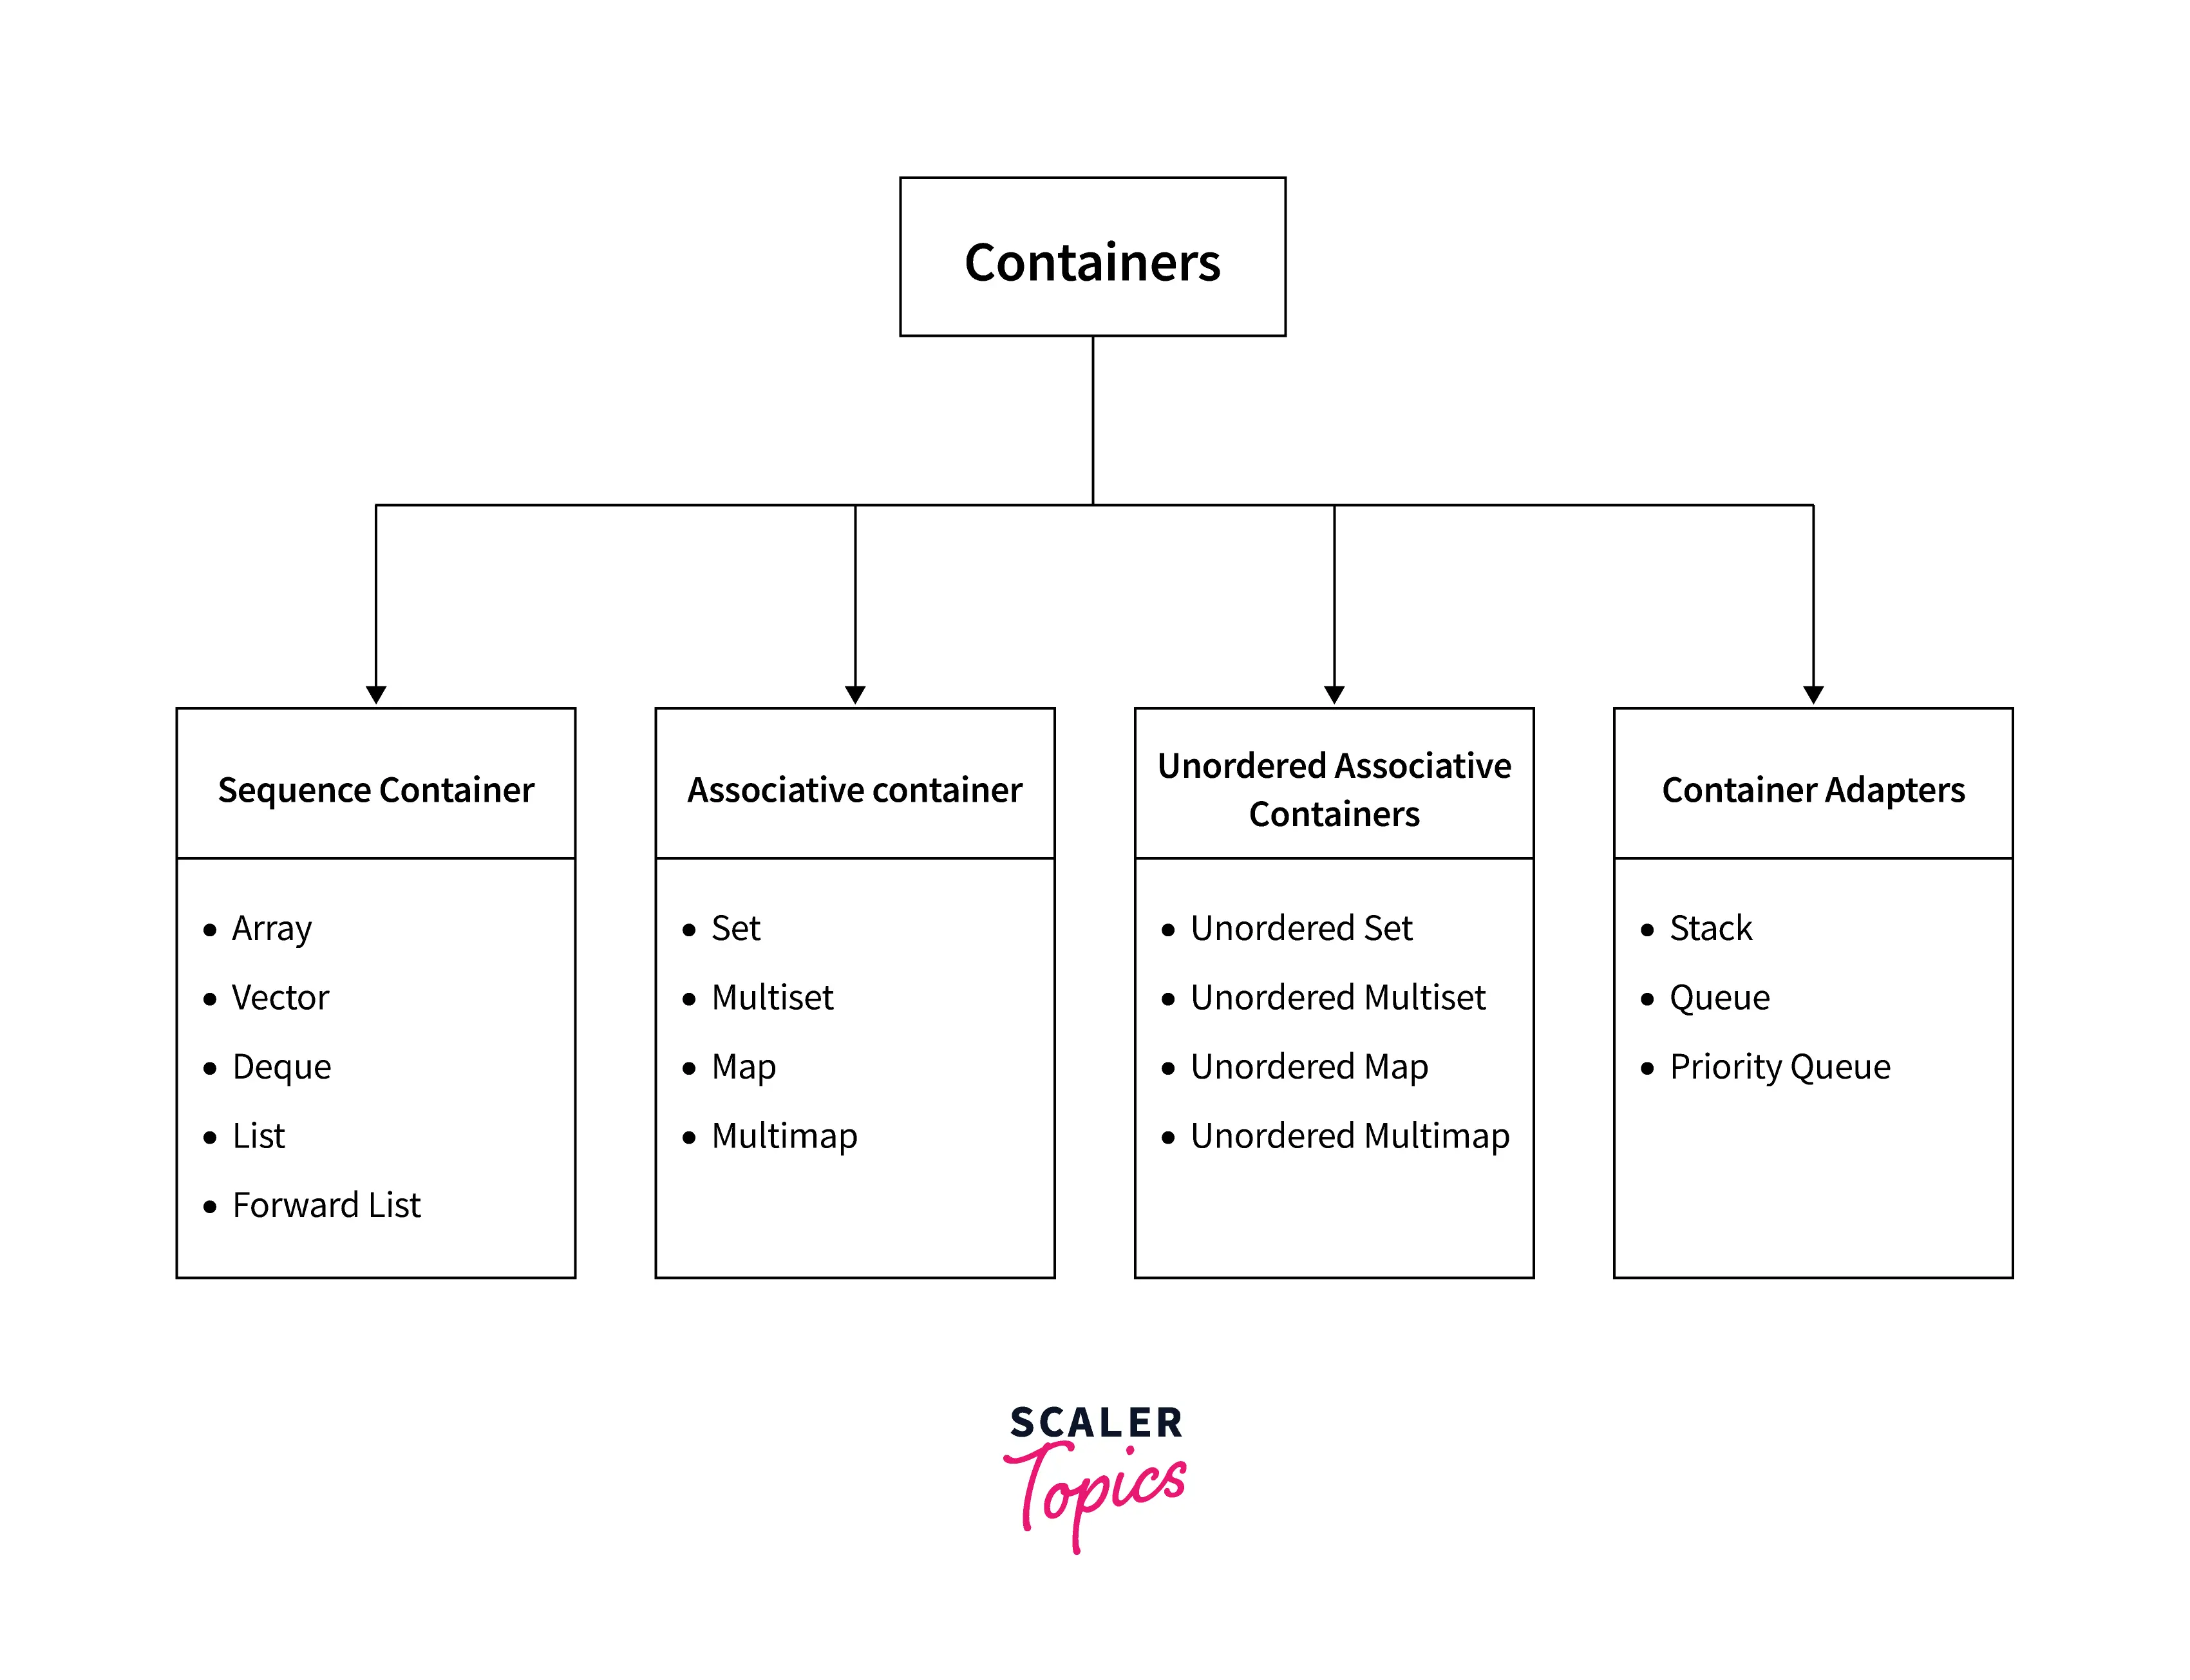 Containers
Sequence Container
• Array
• Vector
• Deque
• List
• Forward List
Associative container
• Set
• Multiset
• Map
• Multimap
Unordered Associative
Containers
• Unordered Set
• Unordered Multiset
• Unordered Map
• Unordered Multimap
Container Adapters
• Stack
• Queue
• Priority Queue
SCALER
Topics